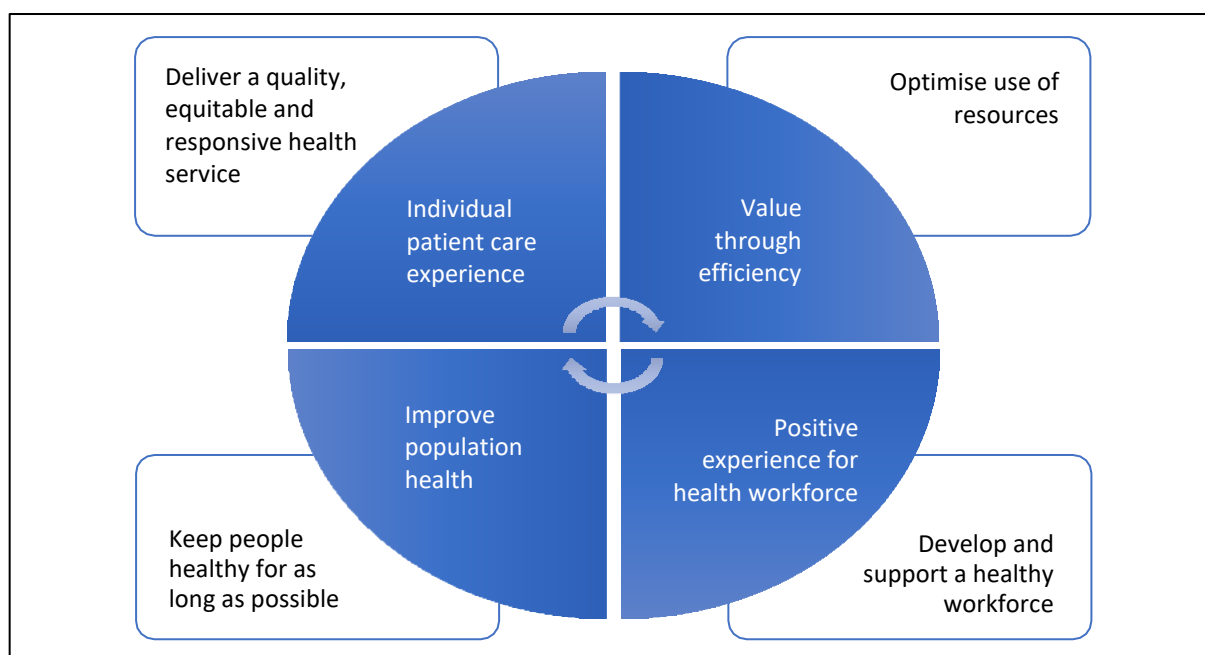 Deliver a quality,
equitable and
responsive health
service
Optimise use of
resources
Individual
patient care
experience
Value
through
efficiency
Improve
population
health
Positive
experience for
health workforce
Keep people
healthy for as
long as possible
Develop and
support a healthy
workforce